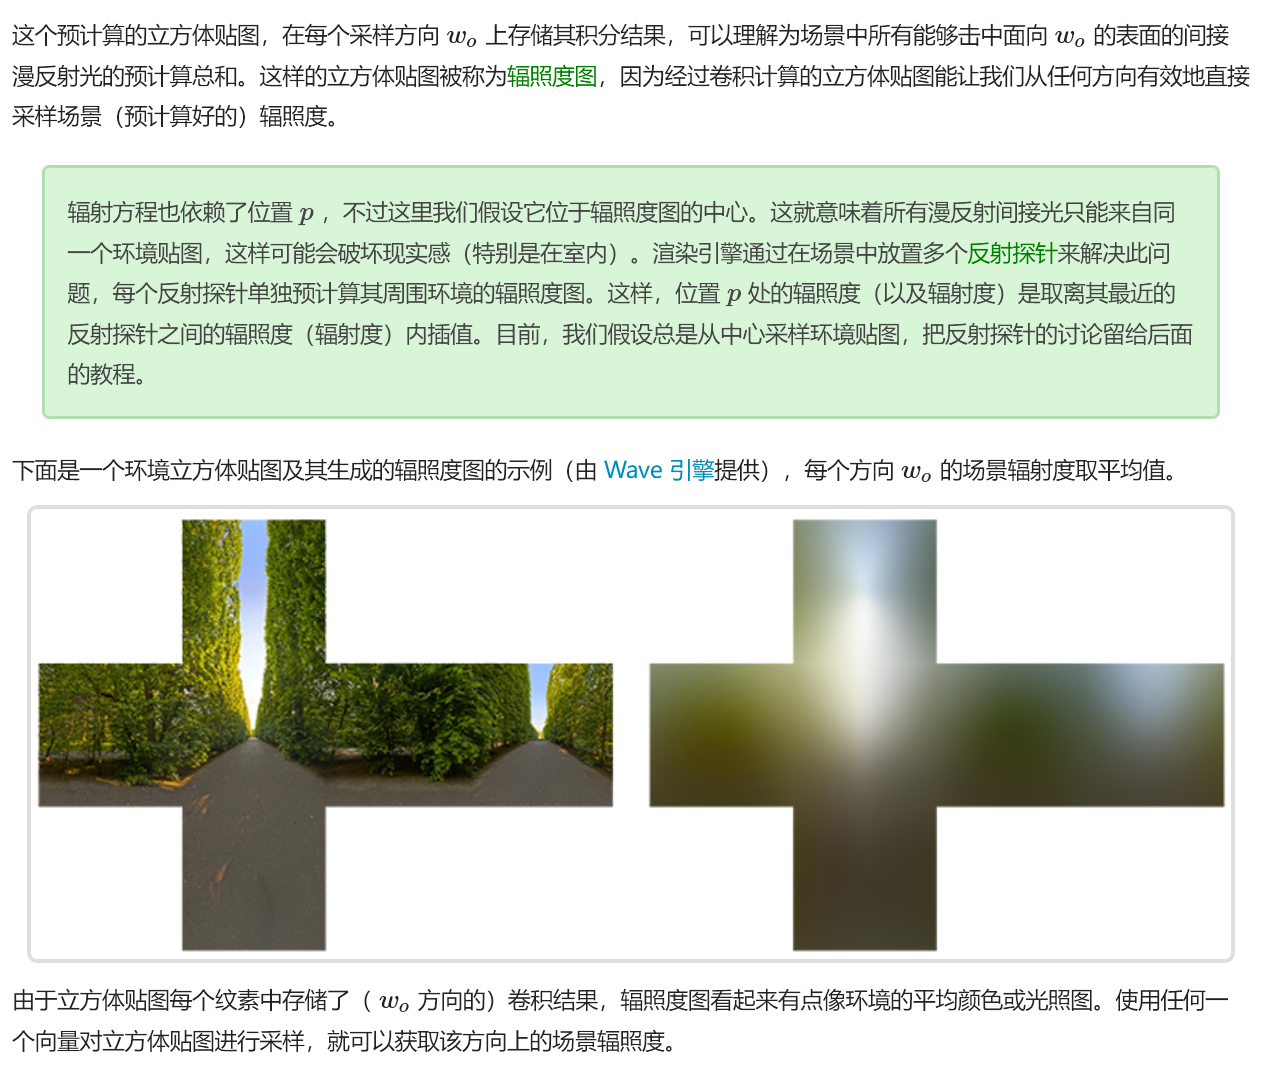 这个预计算的立方体贴图，在每个采样方向 wₒ 上存储其积分结果，可以理解为场景中所有能够击中面向 wₒ 的表面的间接
漫反射光的预计算总和。这样的立方体贴图被称为辐照度图，因为经过卷积计算的立方体贴图能让我们从任何方向有效地直接
采样场景（预计算好的）辐照度。
辐射方程也依赖了位置 p ，不过这里我们假设它位于辐照度图的中心。这就意味着所有漫反射间接光只能来自同
一个环境贴图，这样可能会破坏现实感（特别是在室内）。渲染引擎通过在场景中放置多个反射探针来解决此问
题，每个反射探针单独预计算其周围环境的辐照度图。这样，位置 p 处的辐照度（以及辐射度）是取离其最近的
反射探针之间的辐照度（辐射度）内插值。目前，我们假设总是从中心采样环境贴图，把反射探针的讨论留给后面
的教程。
下面是一个环境立方体贴图及其生成的辐照度图的示例（由 Wave 引擎提供），每个方向 wₒ 的场景辐射度取平均值。
由于立方体贴图每个纹素中存储了（ wₒ 方向的）卷积结果，辐照度图看起来有点像环境的平均颜色或光照图。使用任何一
个向量对立方体贴图进行采样，就可以获取该方向上的场景辐照度。